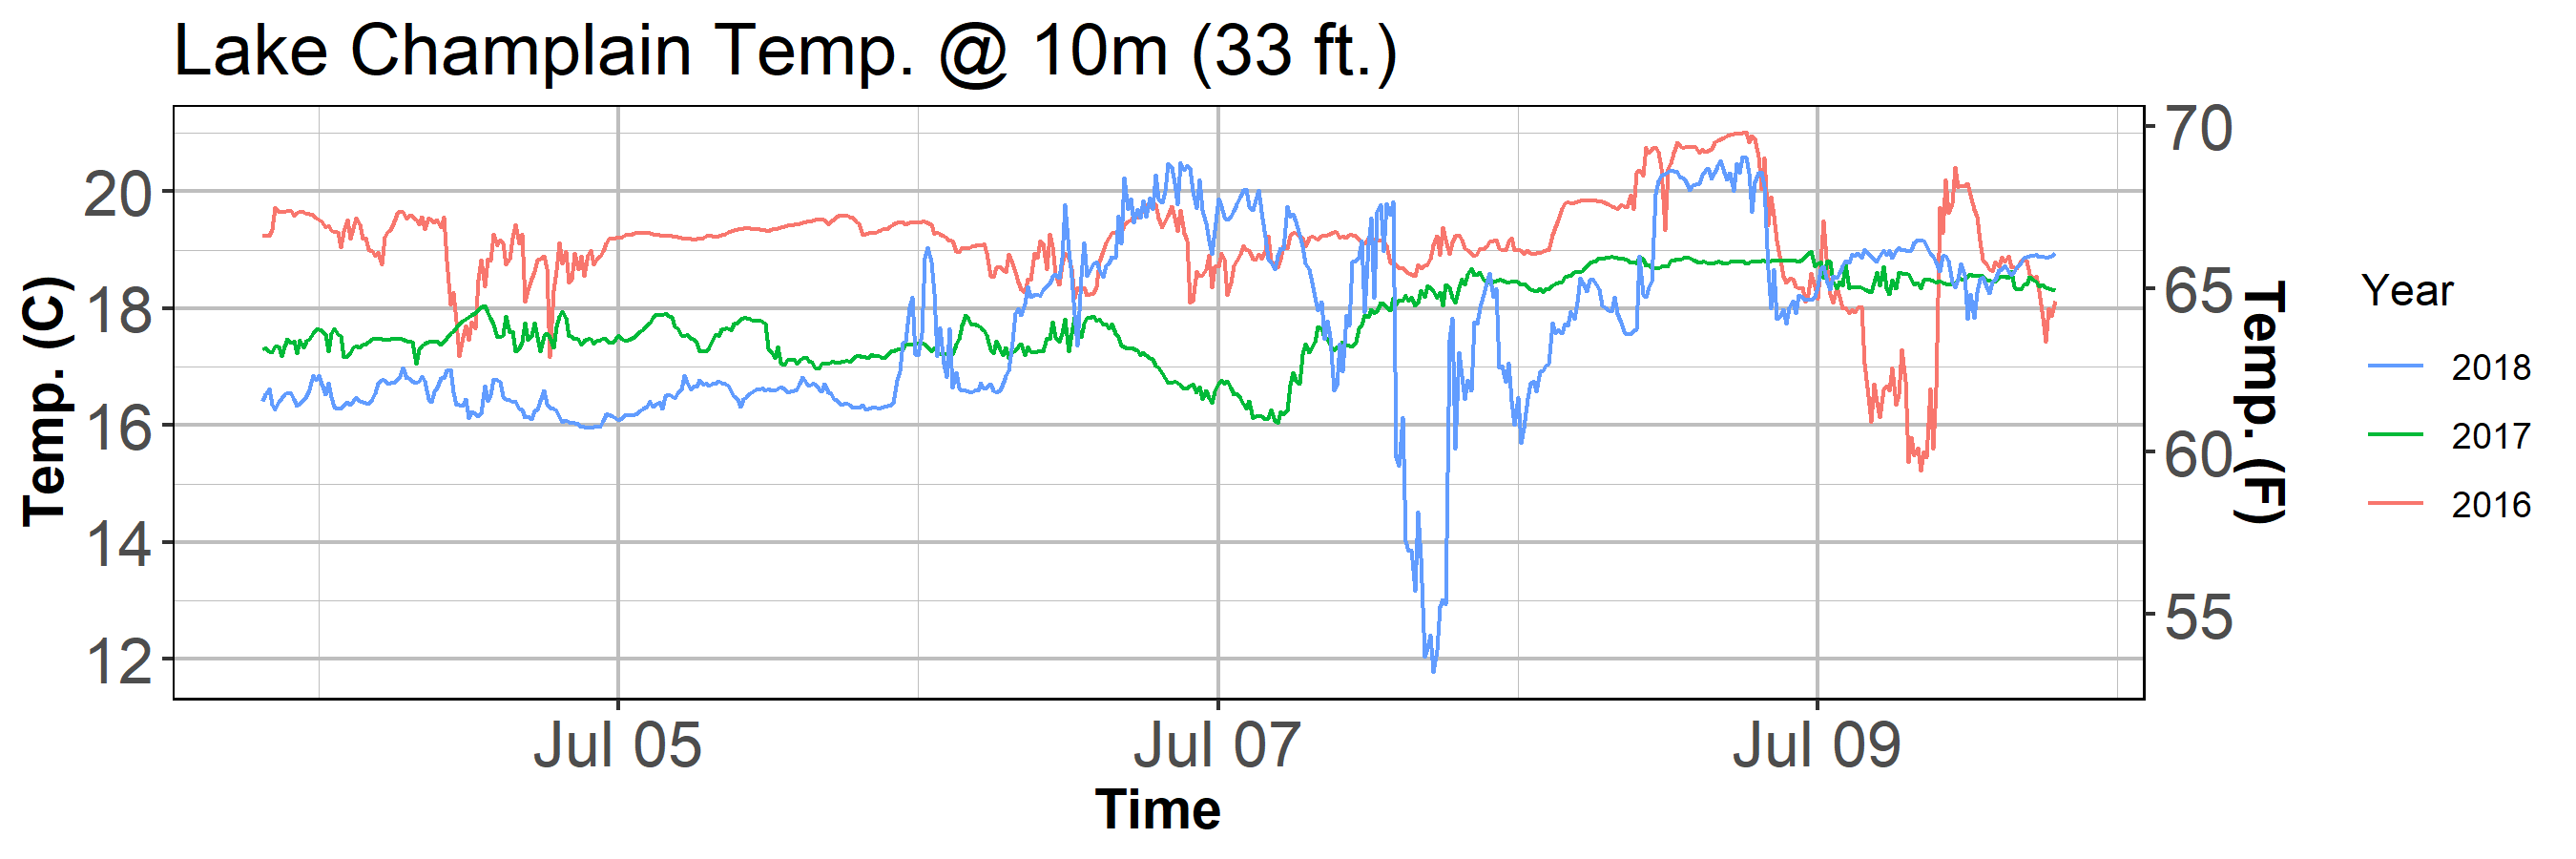 Lake Champlain Temp. @ 10m (33 ft.)
Temp. (C)
20
18
16
14
12
70
65
60
55
Temp. (F)
Jul 05
Jul 07
Jul 09
Time
Year
2018
2017
2016